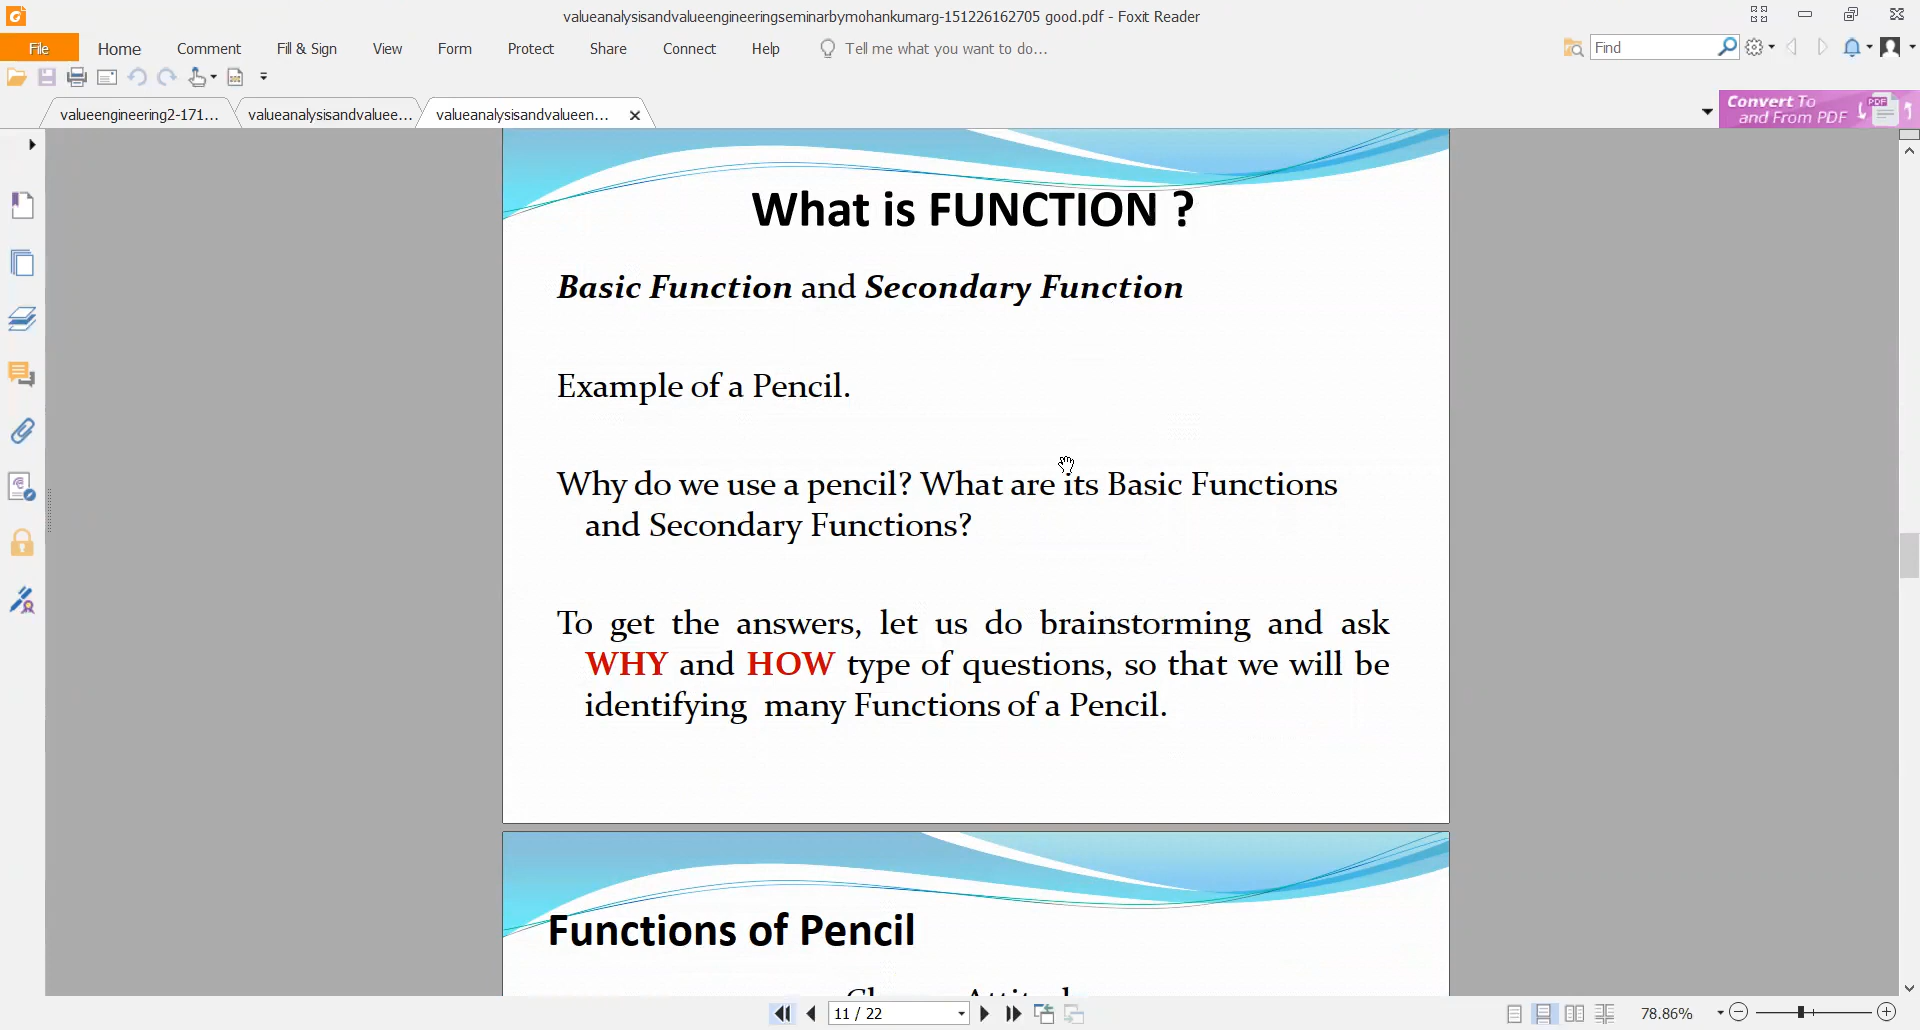 valueanalysisandvalueengineeringseminarbymohankumarg-151226162705 good.pdf - Foxit Reader
File Home Comment Fill & Sign View Form Protect Share Connect Help Tell me what you want to do... Find
valueengineering2-171... valueanalysisandvaluee... valueanalysisandvalueen...
Convert To
and From PDF
PDF
What is FUNCTION ?
Basic Function and Secondary Function
Example of a Pencil.
Why do we use a pencil? What are its Basic Functions
and Secondary Functions?
To get the answers, let us do brainstorming and ask
WHY and HOW type of questions, so that we will be
identifying many Functions of a Pencil.
Functions of Pencil
11 / 22
78.86%